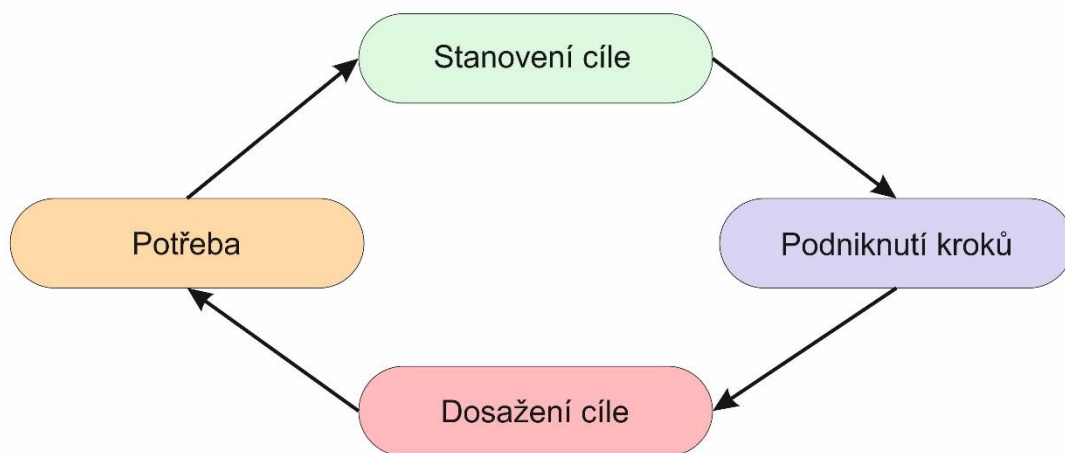 Stanovení cíle
Potřeba
Podniknutí kroků
Dosažení cíle